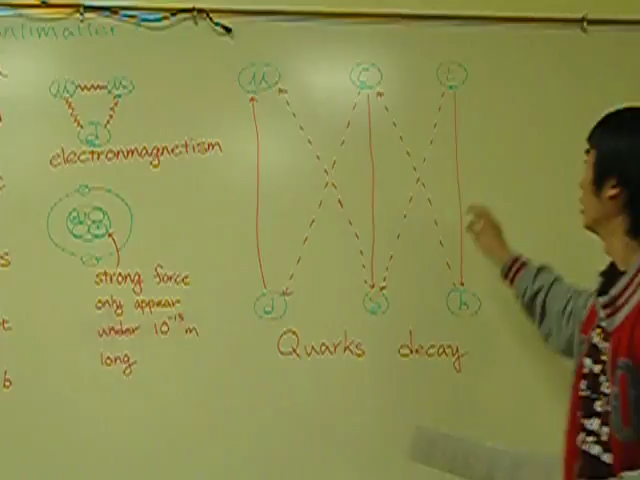 antimatter
u
u
d
electronmagnetism
strong force
only appear
under 10⁻¹⁵ m
long
u
c
t
d
s
b
Quarks decay
s
t
b